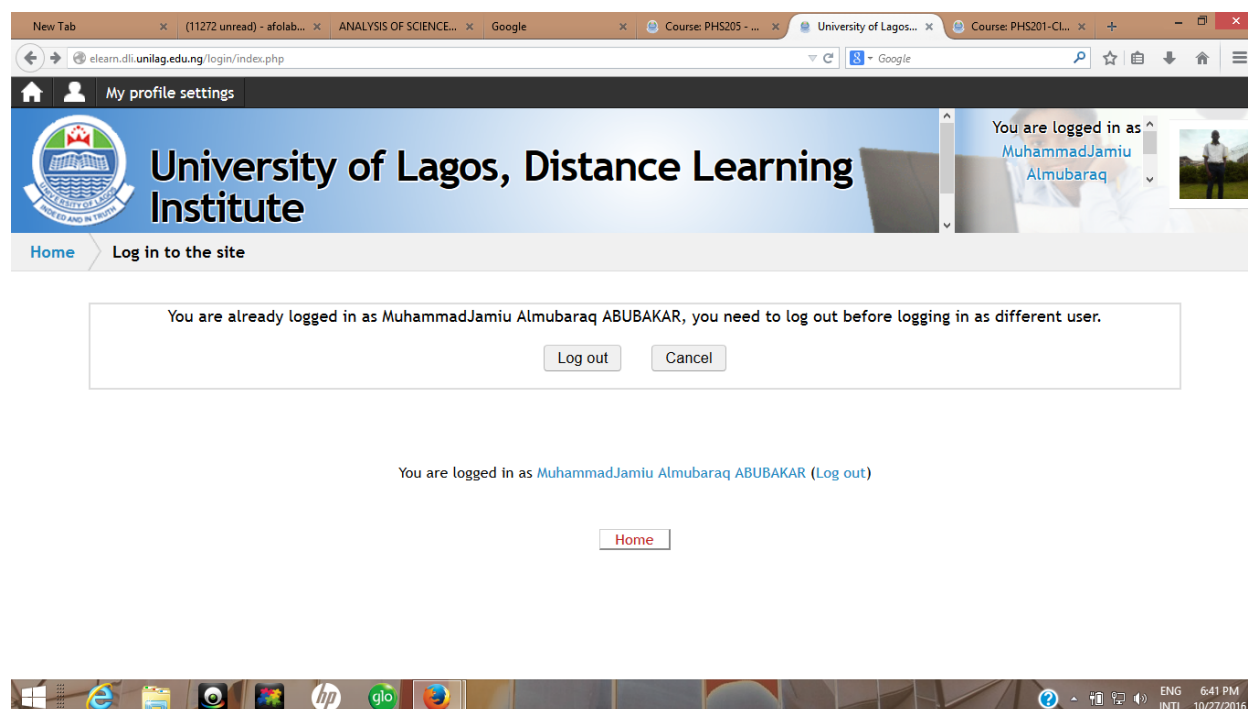 New Tab
(11272 unread) - afolab...
ANALYSIS OF SCIENCE...
Google
Course: PHS205 - ...
University of Lagos...
Course: PHS201-Cl...
elearn.dli.unilag.edu.ng/login/index.php
Google
My profile settings
University of Lagos, Distance Learning
Institute
You are logged in as
MuhammadJamiu
Almubaraq
Home
Log in to the site
You are already logged in as MuhammadJamiu Almubaraq ABUBAKAR, you need to log out before logging in as different user.
Log out
Cancel
You are logged in as MuhammadJamiu Almubaraq ABUBAKAR (Log out)
Home
hp
glo
ENG
INTL
6:41 PM
10/27/2016